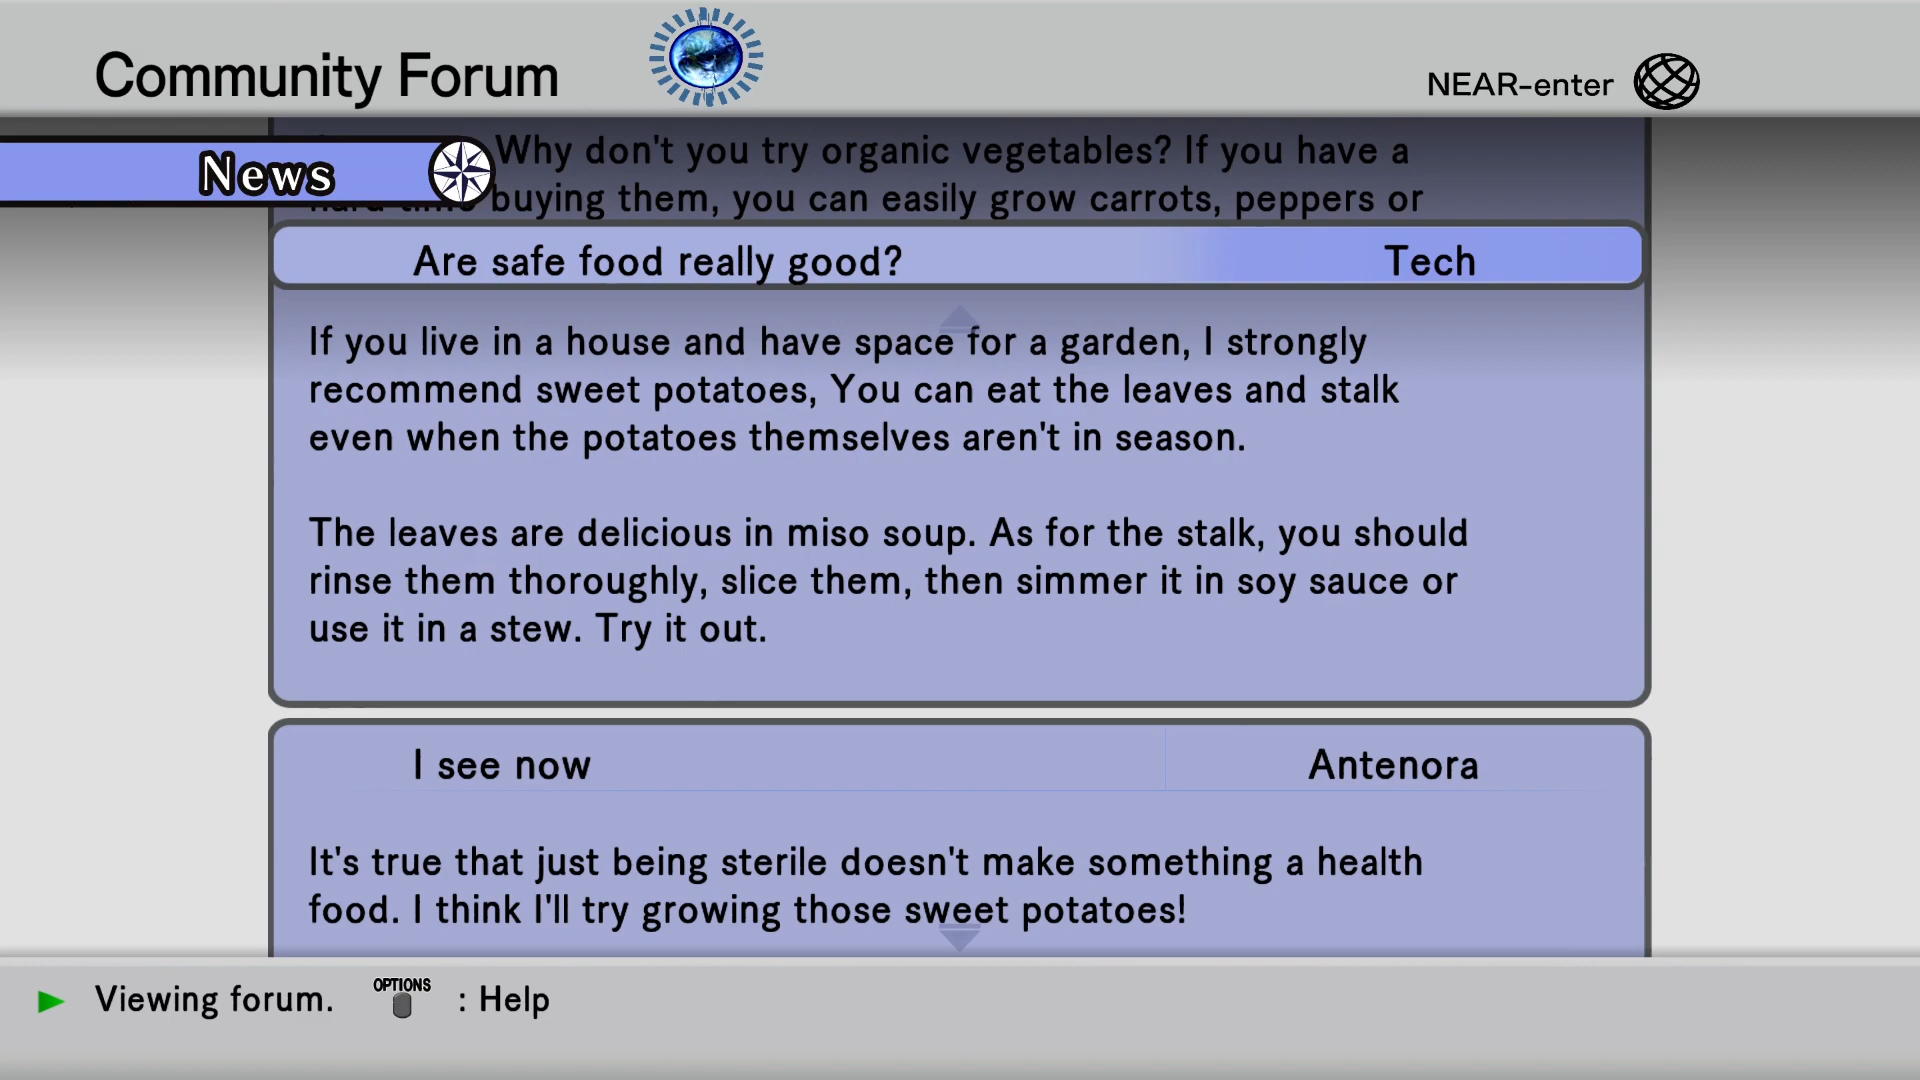 Community Forum
NEAR-enter
News
Why don't you try organic vegetables? If you have a
hard time buying them, you can easily grow carrots, peppers or
Are safe food really good? Tech
If you live in a house and have space for a garden, I strongly
recommend sweet potatoes, You can eat the leaves and stalk
even when the potatoes themselves aren't in season.
The leaves are delicious in miso soup. As for the stalk, you should
rinse them thoroughly, slice them, then simmer it in soy sauce or
use it in a stew. Try it out.
I see now Antenora
It's true that just being sterile doesn't make something a health
food. I think I'll try growing those sweet potatoes!
Viewing forum. OPTIONS : Help